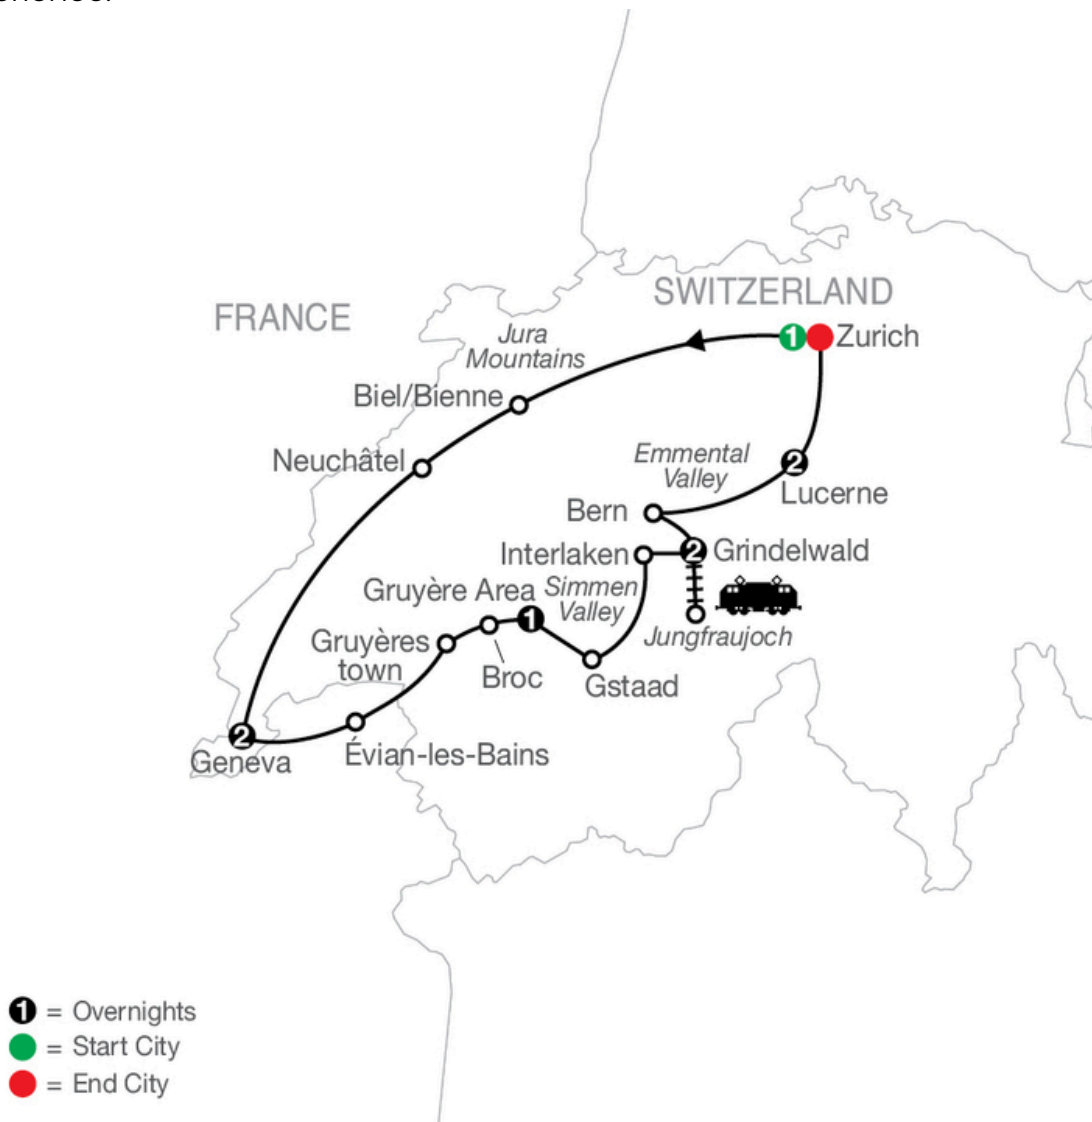 FRANCE
SWITZERLAND
Jura
Mountains
1
Zurich
Biel/Bienne
Neuchâtel
Emmental
Valley
2
Lucerne
Bern
Interlaken
2
Grindelwald
Gruyère Area
1
Simmen
Valley
Jungfraujoch
Gruyères
town
Broc
Gstaad
2
Geneva
Évian-les-Bains
1 = Overnights
= Start City
= End City